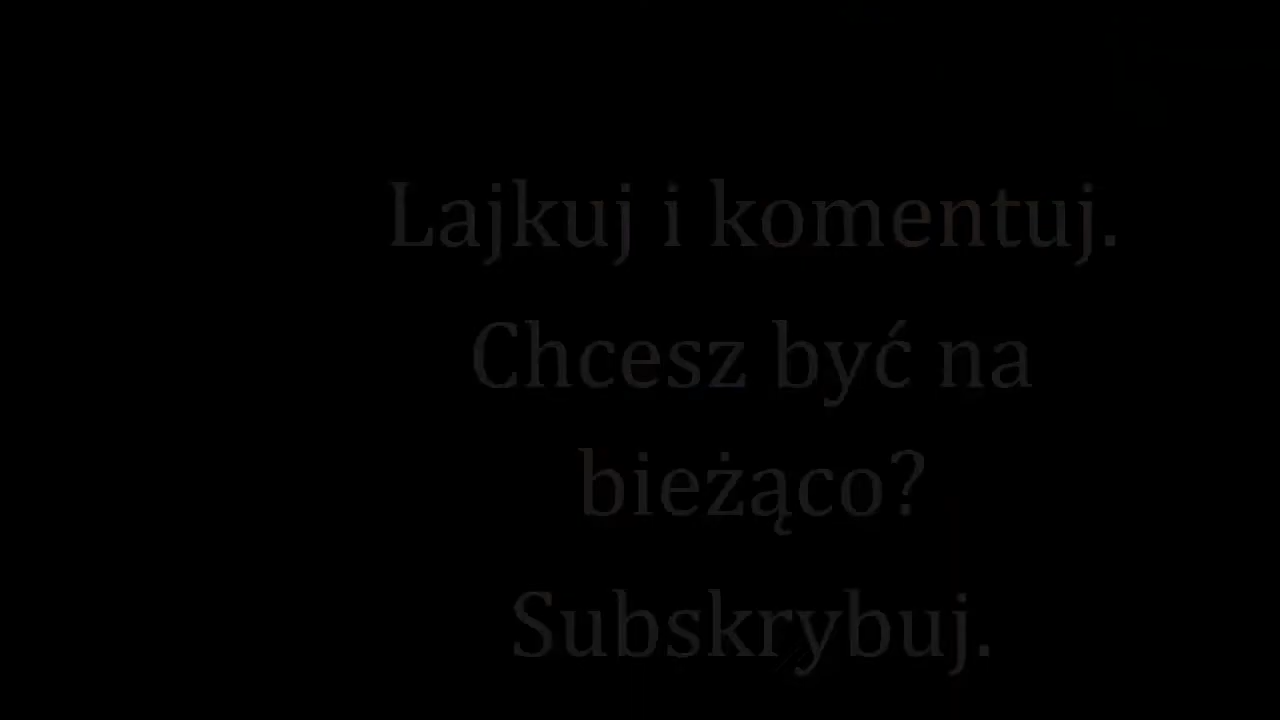 Lajkuj i komentuj.
Chcesz być na
bieżąco?
Subskrybuj.